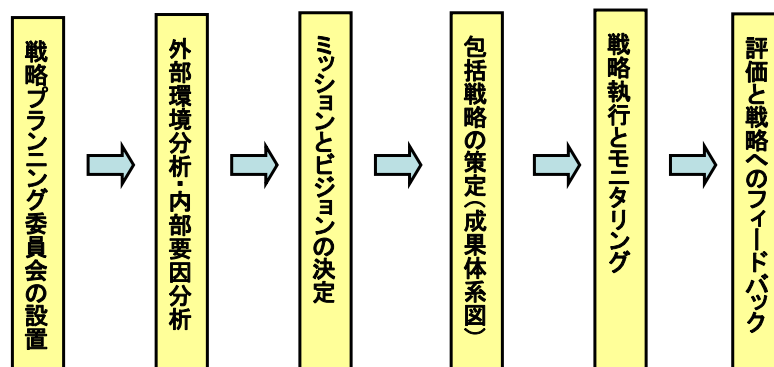 戦略プランニング委員会の設置
外部環境分析・内部要因分析
ミッションとビジョンの決定
包括戦略の策定（成果体系図）
戦略執行とモニタリング
評価と戦略へのフィードバック